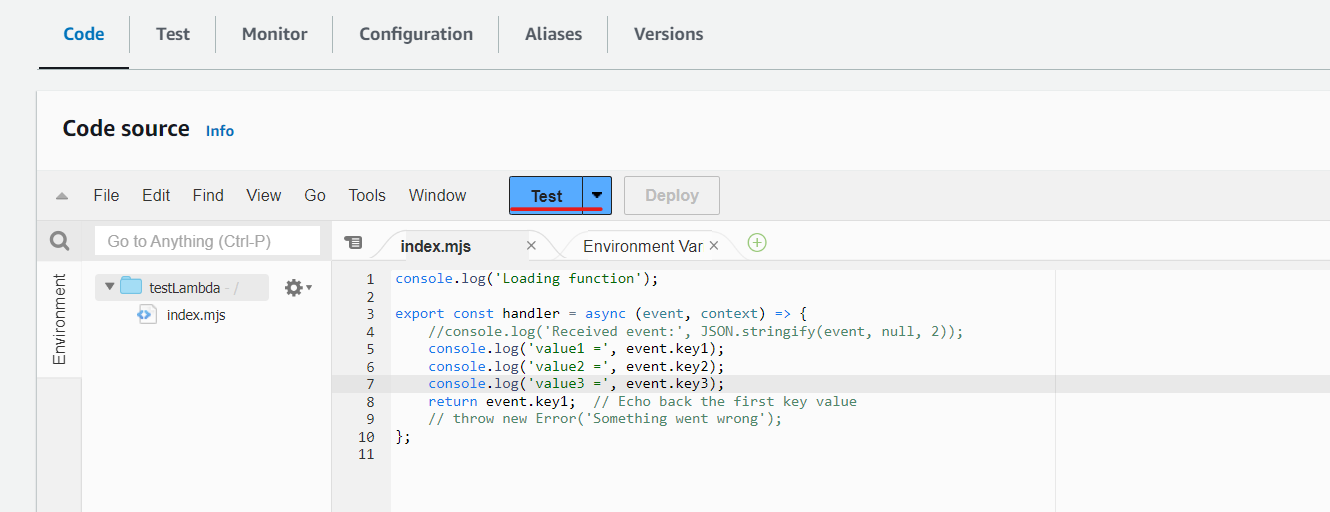 Code Test Monitor Configuration Aliases Versions
Code source Info
File Edit Find View Go Tools Window Test Deploy
Go to Anything (Ctrl-P)
index.mjs × Environment Var ×
Environment
testLambda - /
index.mjs
1 console.log('Loading function');
2
3 export const handler = async (event, context) => {
4 //console.log('Received event:', JSON.stringify(event, null, 2));
5 console.log('value1 =', event.key1);
6 console.log('value2 =', event.key2);
7 console.log('value3 =', event.key3);
8 return event.key1;  // Echo back the first key value
9 // throw new Error('Something went wrong');
10 };
11